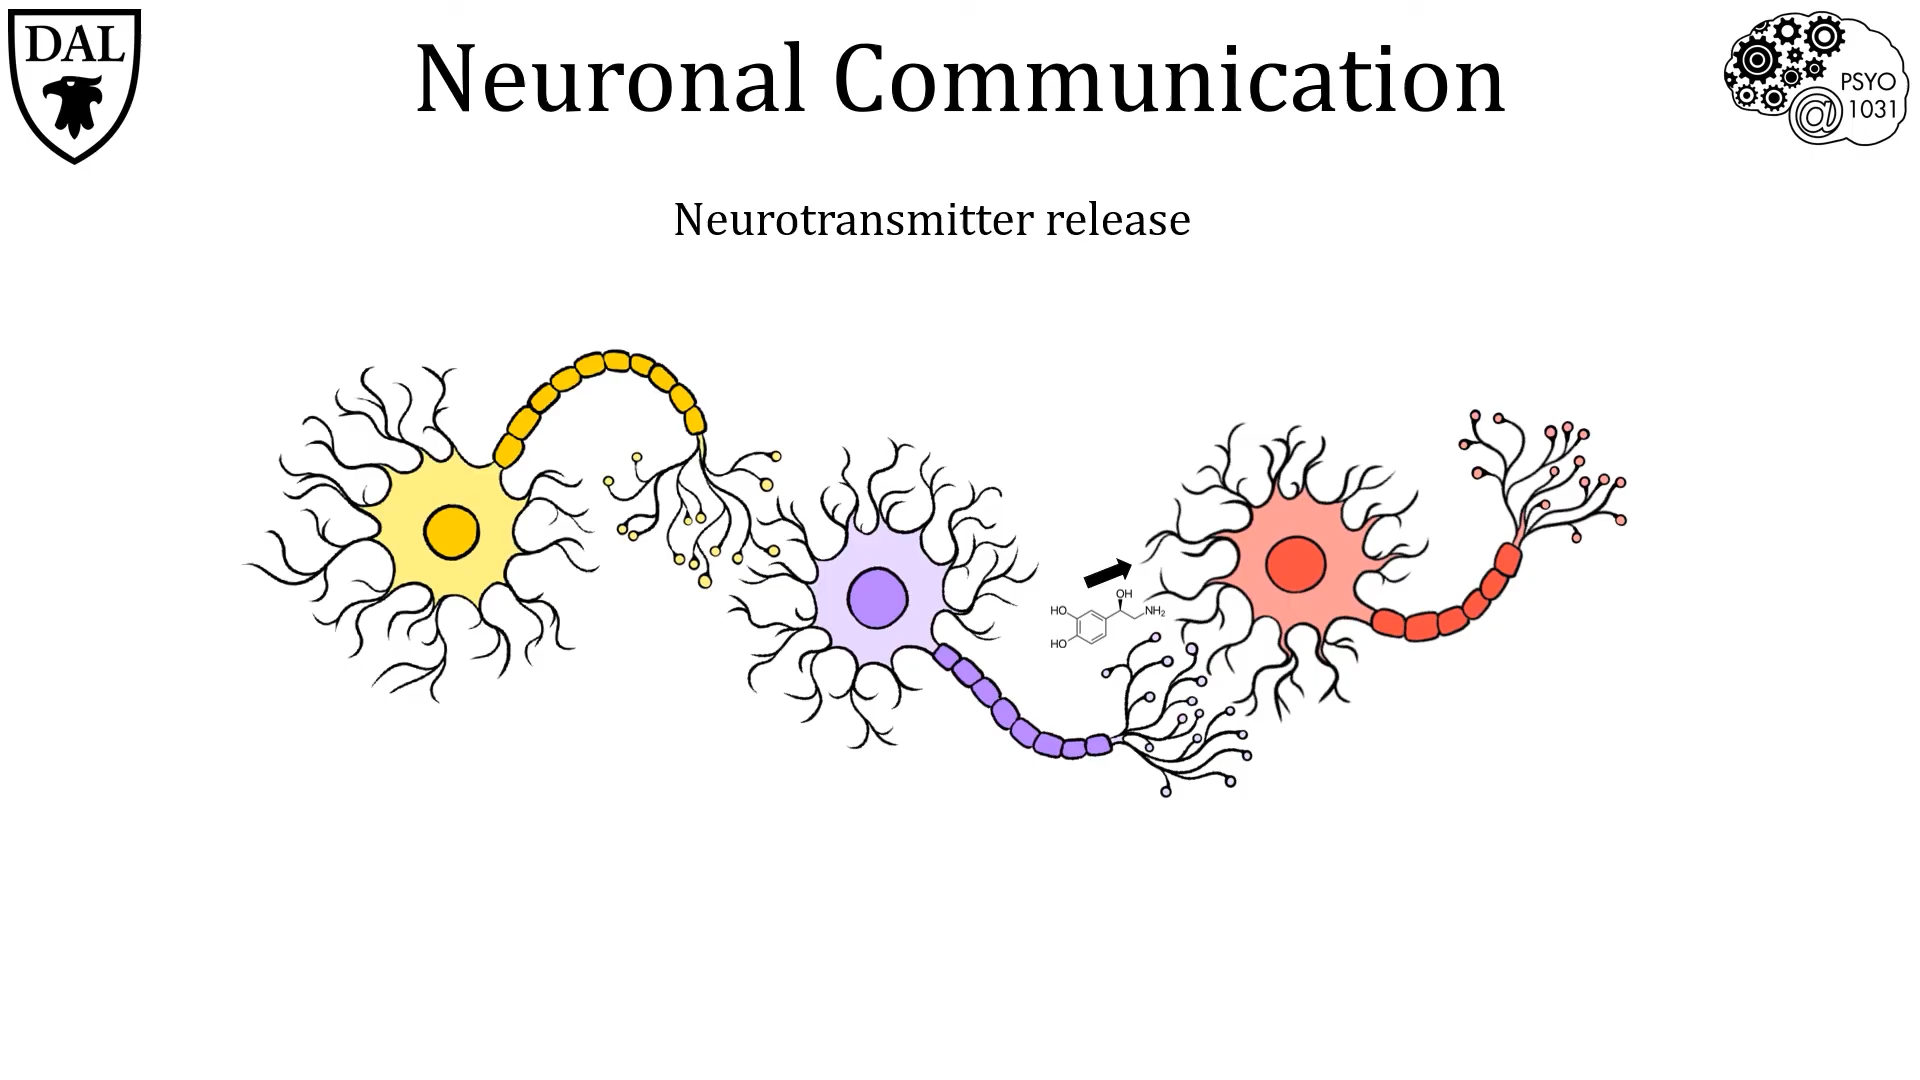 DAL
Neuronal Communication
PSYO
@ 1031
Neurotransmitter release
OH
HO
NH2
HO